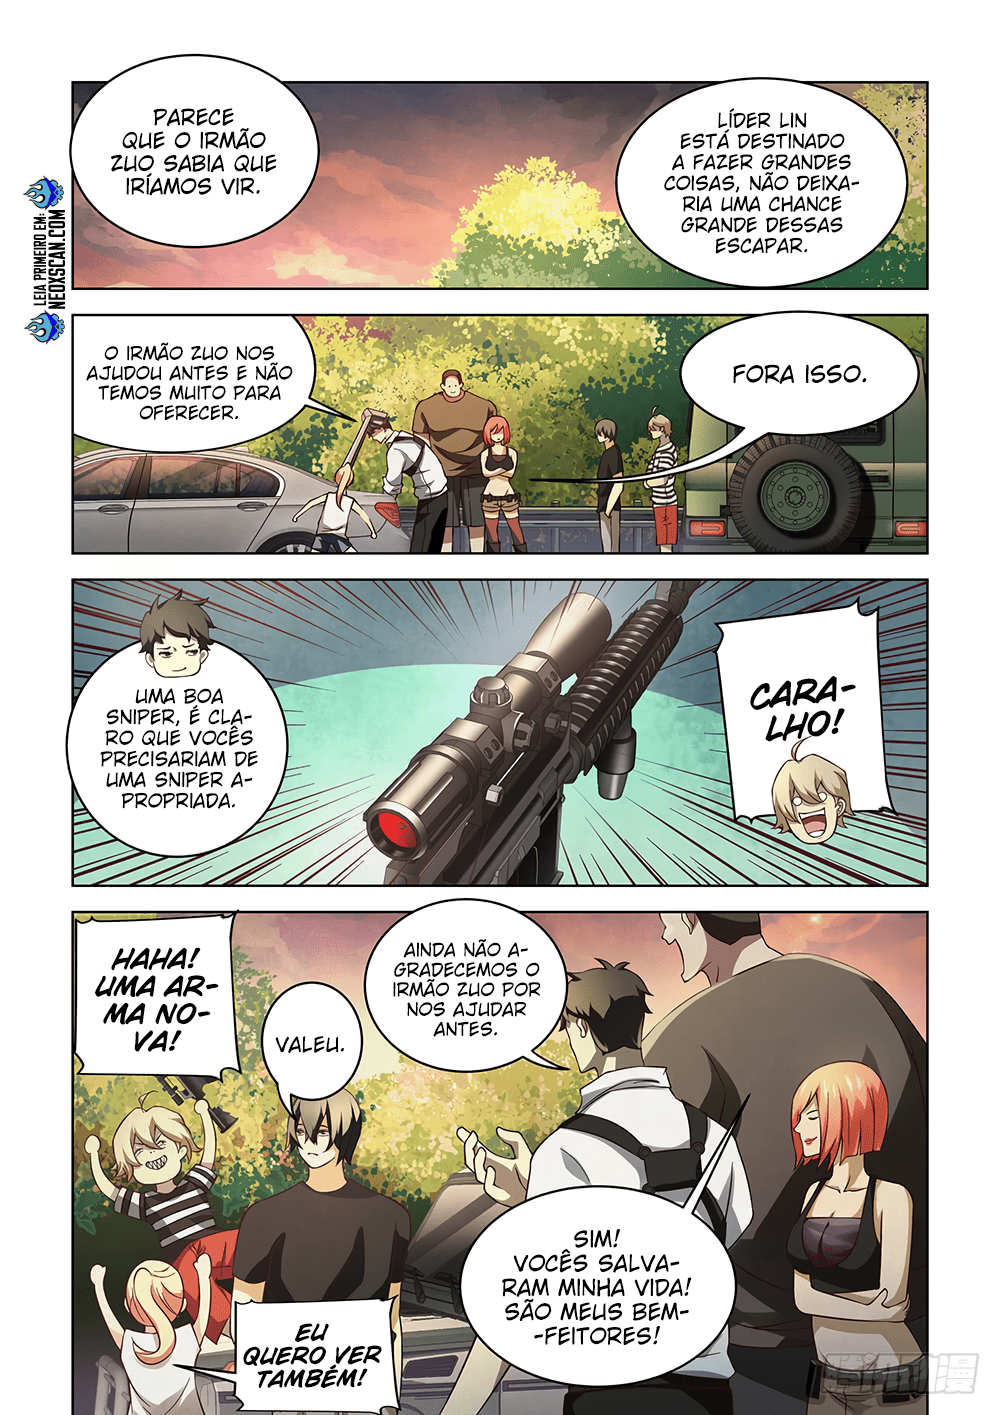 PARECE
QUE O IRMÃO
ZUO SABIA QUE
IRÍAMOS VIR.
LÍDER LIN
ESTÁ DESTINADO
A FAZER GRANDES
COISAS, NÃO DEIXA-
RIA UMA CHANCE
GRANDE DESSAS
ESCAPAR.
LEIA PRIMEIRO EM:
NEOXSCAN.COM
O IRMÃO ZUO NOS
AJUDOU ANTES E NÃO
TEMOS MUITO PARA
OFERECER.
FORA ISSO.
UMA BOA
SNIPER, É CLA-
RO QUE VOCÊS
PRECISARIAM DE
UMA SNIPER A-
PROPRIADA.
CARA-
LHO!
HAHA!
UMA AR-
MA NO-
VA!
VALEU.
AINDA NÃO A-
GRADECEMOS O
IRMÃO ZUO POR
NOS AJUDAR
ANTES.
SIM!
VOCÊS SALVA-
RAM MINHA VIDA!
SÃO MEUS BEM-
-FEITORES!
EU
QUERO VER
TAMBÉM!